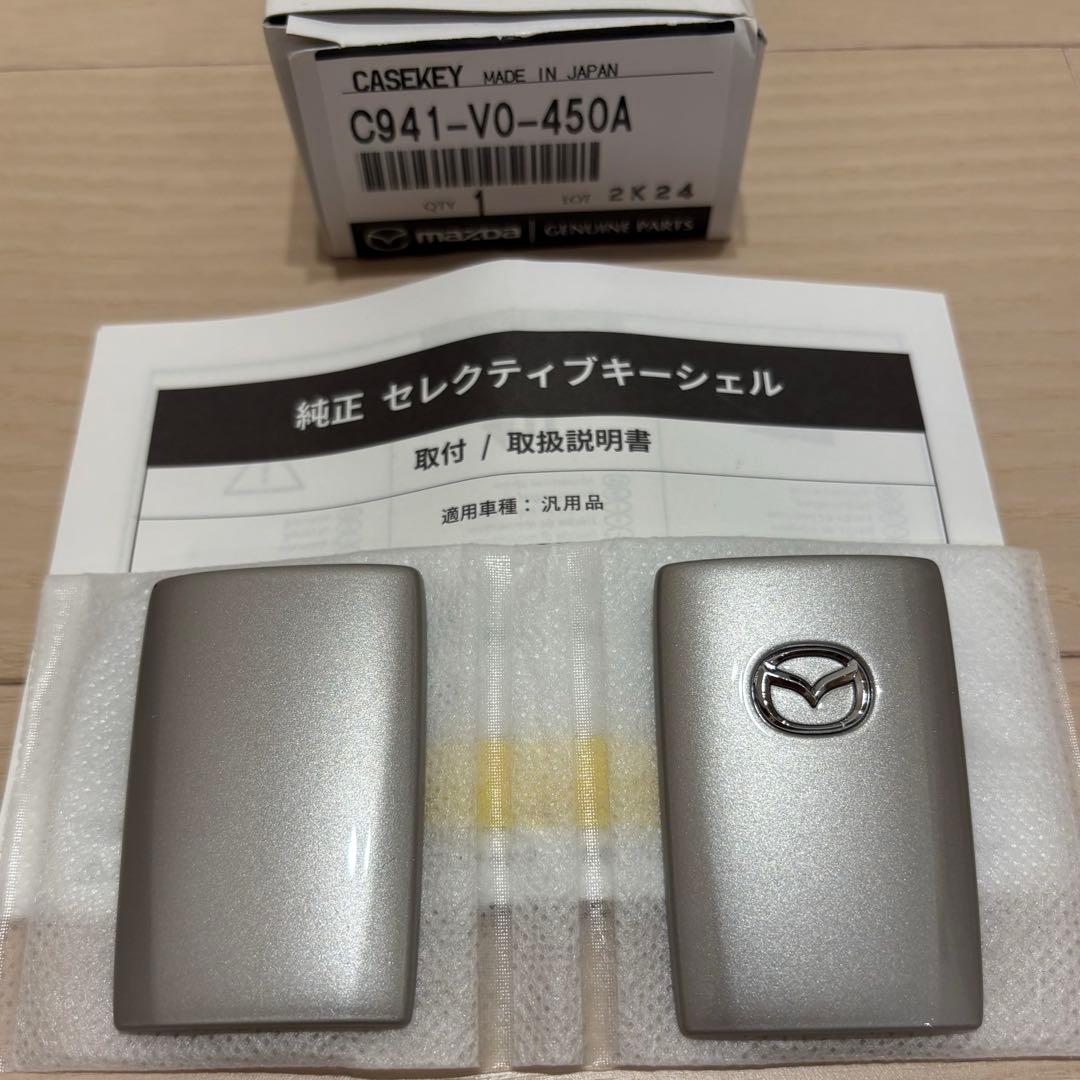 CASEKEY MADE IN JAPAN
C941-V0-450A
QTY 1 LOT 2K24
mazda GENUINE PARTS
純正 セレクティブキーシェル
取付 / 取扱説明書
適用車種：汎用品